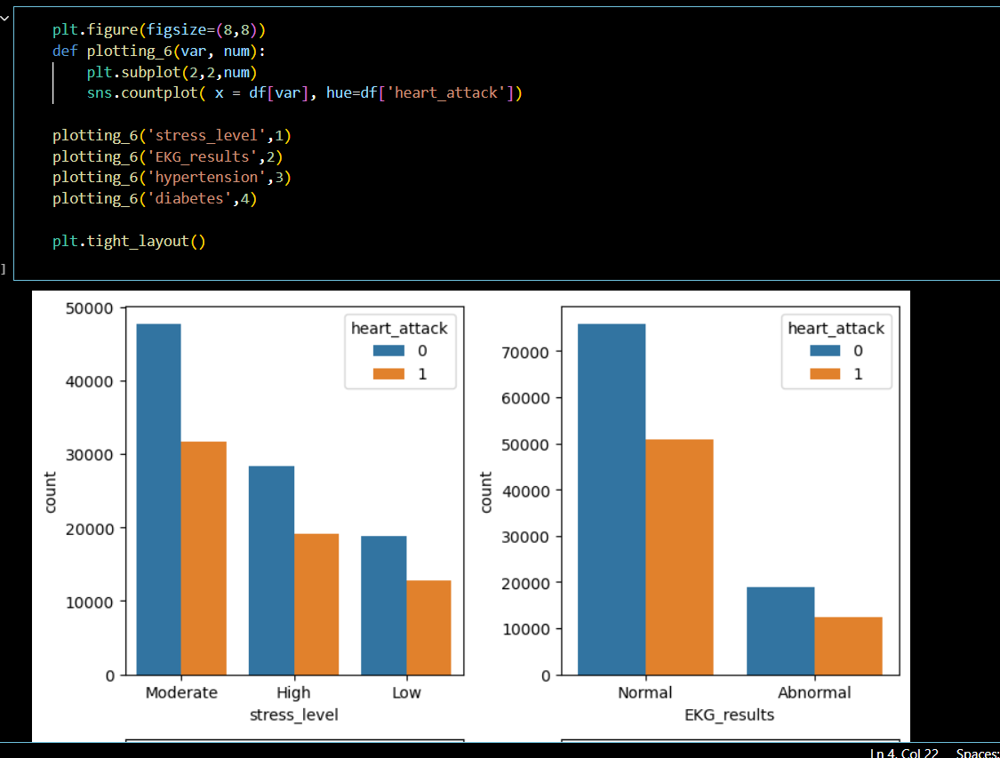 plt.figure(figsize=(8,8))
def plotting_6(var, num):
    plt.subplot(2,2,num)
    sns.countplot( x = df[var], hue=df['heart_attack'])
plotting_6('stress_level',1)
plotting_6('EKG_results',2)
plotting_6('hypertension',3)
plotting_6('diabetes',4)
plt.tight_layout()
]
50000
40000
30000
20000
10000
0
count
heart_attack
0
1
Moderate High Low
stress_level
70000
60000
50000
40000
30000
20000
10000
0
count
heart_attack
0
1
Normal Abnormal
EKG_results
Ln 4, Col 22 Spaces: